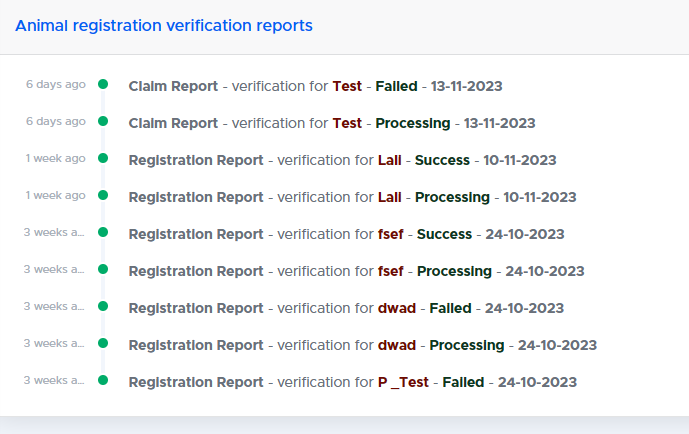 Animal registration verification reports
6 days ago Claim Report - verification for Test - Failed - 13-11-2023
6 days ago Claim Report - verification for Test - Processing - 13-11-2023
1 week ago Registration Report - verification for Lali - Success - 10-11-2023
1 week ago Registration Report - verification for Lali - Processing - 10-11-2023
3 weeks a... Registration Report - verification for fsef - Success - 24-10-2023
3 weeks a... Registration Report - verification for fsef - Processing - 24-10-2023
3 weeks a... Registration Report - verification for dwad - Failed - 24-10-2023
3 weeks a... Registration Report - verification for dwad - Processing - 24-10-2023
3 weeks a... Registration Report - verification for P _Test - Failed - 24-10-2023